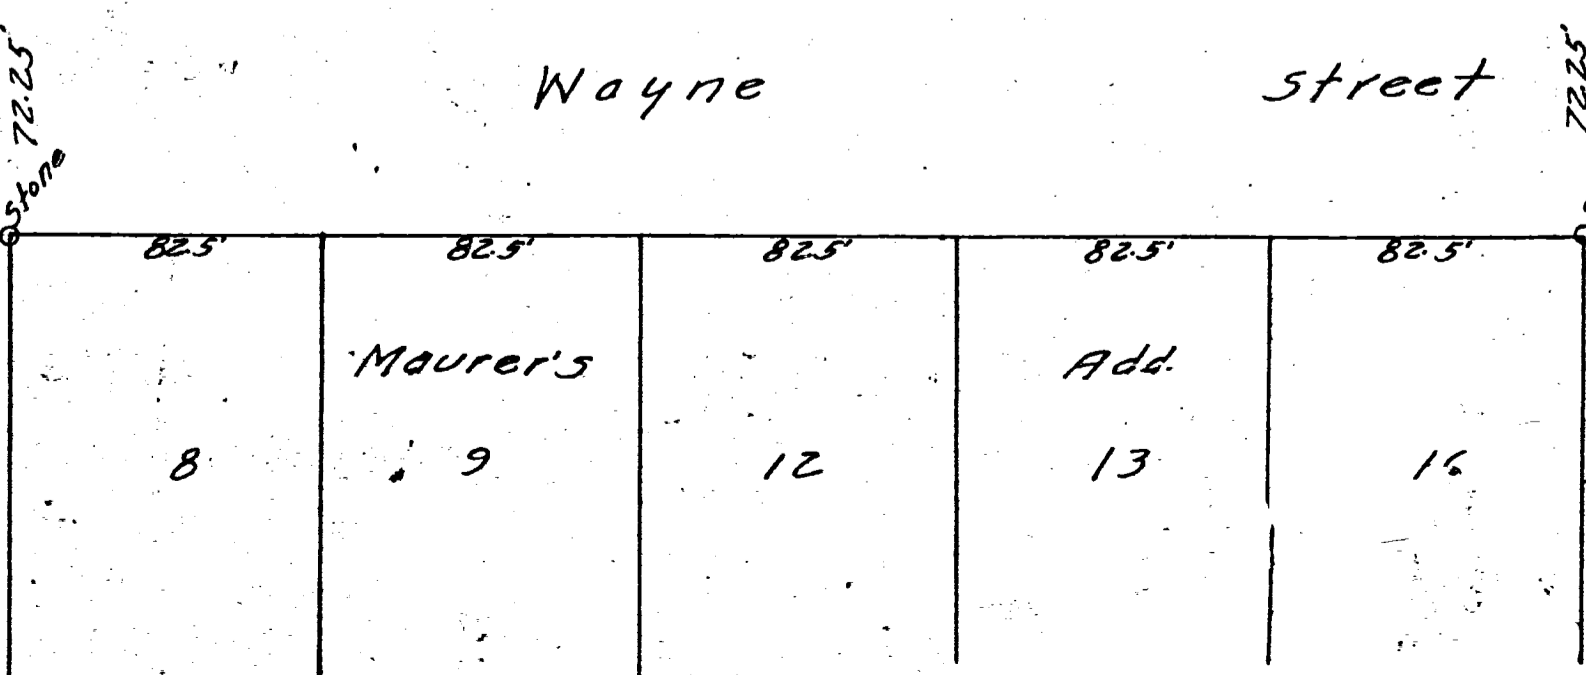 72.25'
Wayne street
72.25'
Stone
82.5' 82.5' 82.5' 82.5' 82.5'
Maurer's Add.
8 9 12 13 16